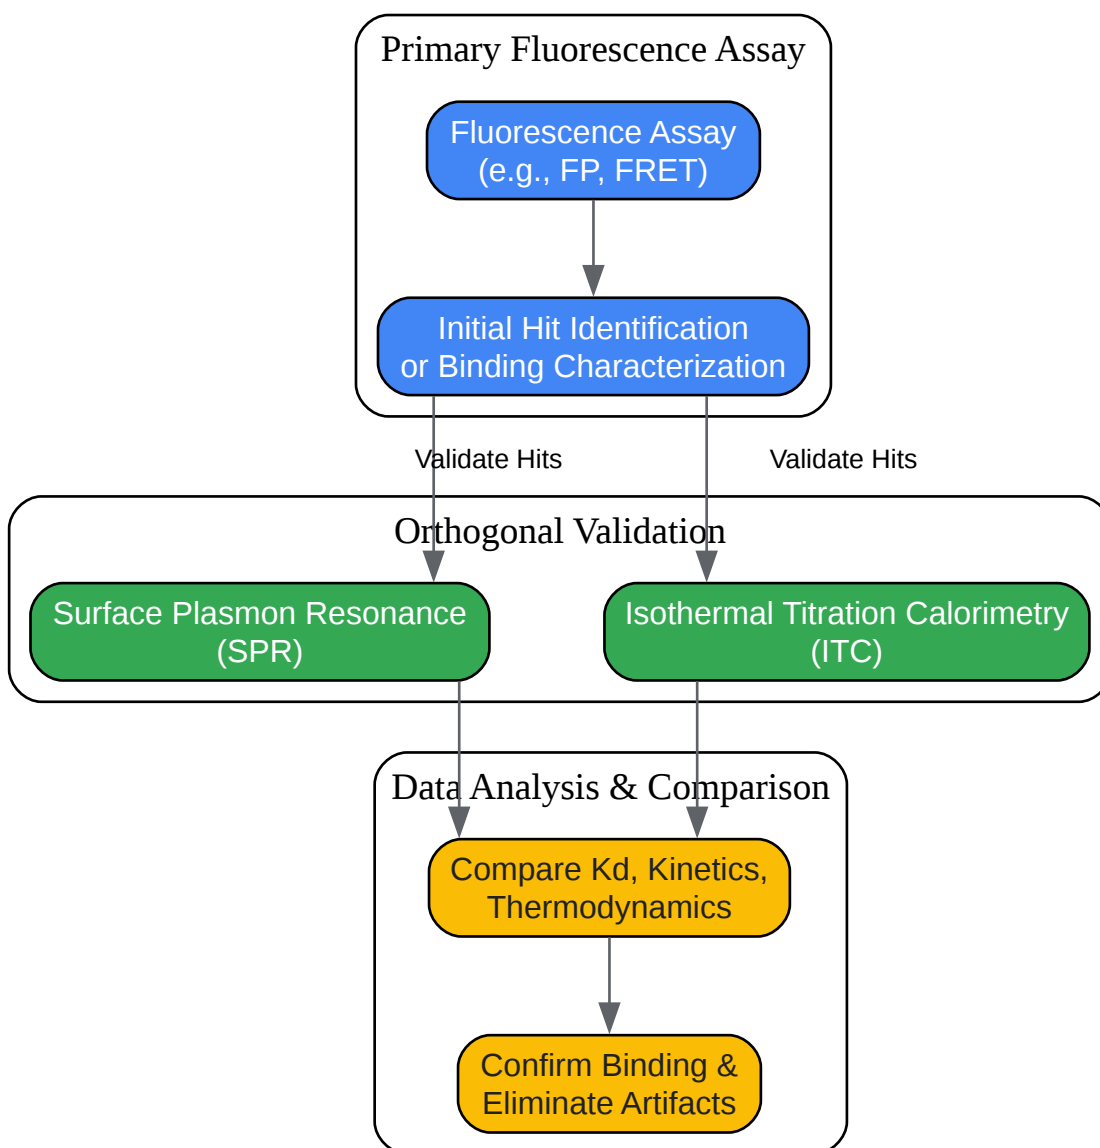 Primary Fluorescence Assay
Fluorescence Assay
(e.g., FP, FRET)
Initial Hit Identification
or Binding Characterization
Validate Hits
Validate Hits
Orthogonal Validation
Surface Plasmon Resonance
(SPR)
Isothermal Titration Calorimetry
(ITC)
Data Analysis & Comparison
Compare Kd, Kinetics,
Thermodynamics
Confirm Binding &
Eliminate Artifacts